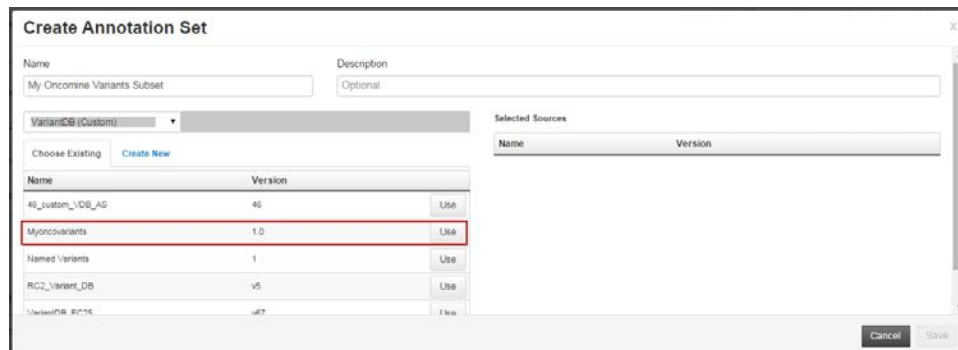 Create Annotation Set
X
Name Description
My Oncomine Variants Subset Optional
VariantDB (Custom)
Selected Sources
Name Version
Choose Existing Create New
Name Version
46_custom_VDB_AS 46 Use
Myoncovariants 1.0 Use
Named Variants 1 Use
RC2_Variant_DB v5 Use
VariantDB_RC25 v67 Use
Cancel Save